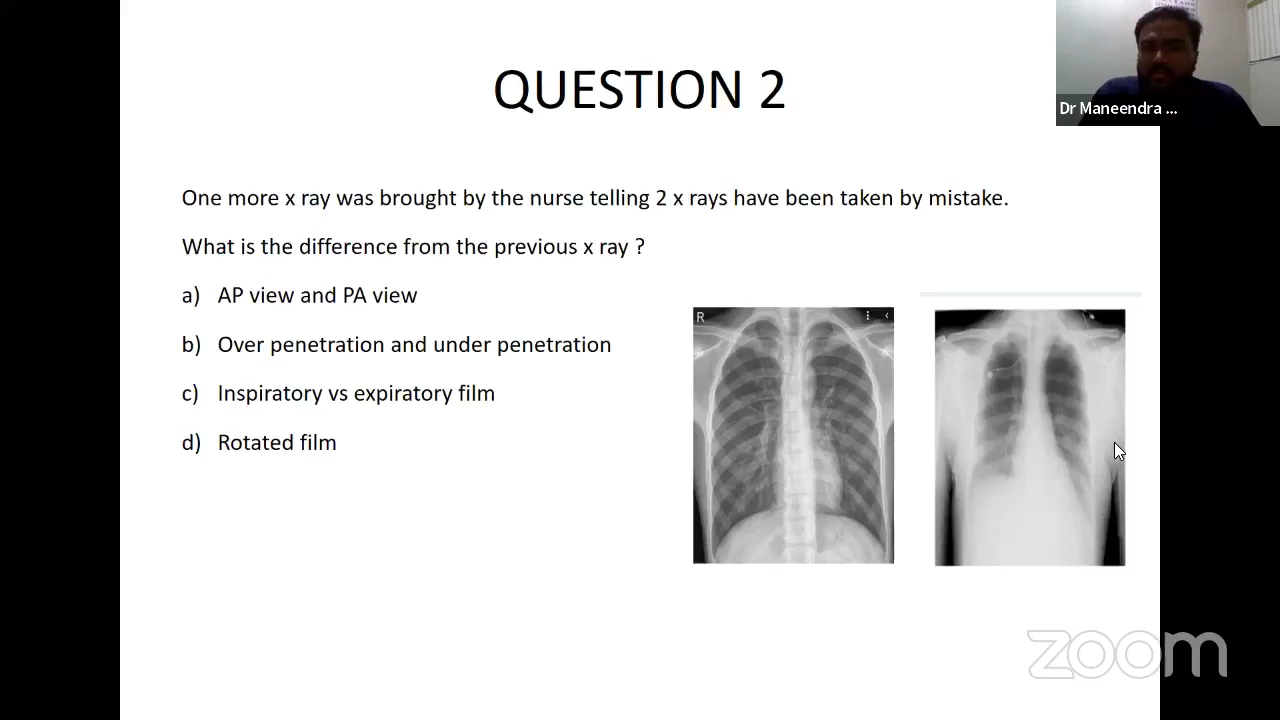 QUESTION 2
Dr Maneendra ...
One more x ray was brought by the nurse telling 2 x rays have been taken by mistake.
What is the difference from the previous x ray ?
a) AP view and PA view
b) Over penetration and under penetration
c) Inspiratory vs expiratory film
d) Rotated film
R
zoom